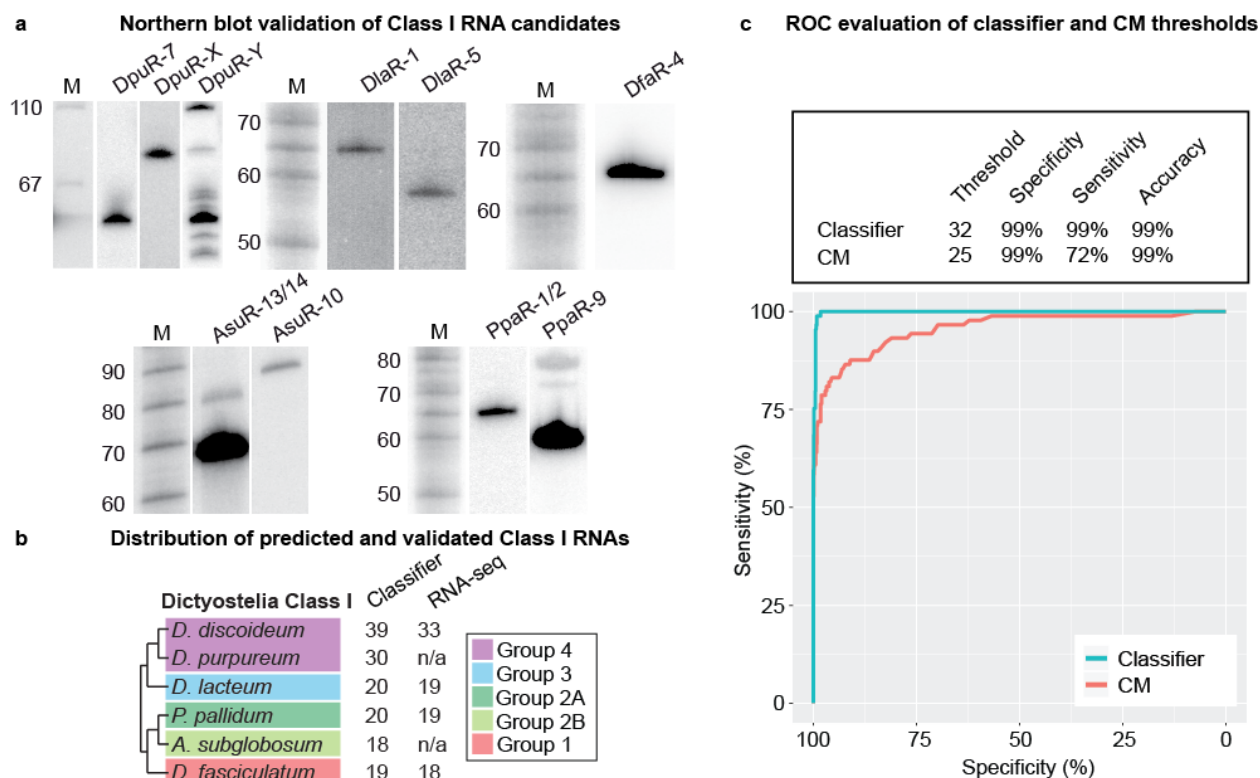 a Northern blot validation of Class I RNA candidates
M DpuR-7 DpuR-X DpuR-Y
110
67
M DlaR-1 DlaR-5
70
60
50
M DfaR-4
70
60
M AsuR-13/14 AsuR-10
90
80
70
60
M PpaR-1/2 PpaR-9
80
70
60
50
b Distribution of predicted and validated Class I RNAs
Dictyostelia Class I Classifier RNA-seq
D. discoideum 39 33
D. purpureum 30 n/a
D. lacteum 20 19
P. pallidum 20 19
A. subglobosum 18 n/a
D. fasciculatum 19 18
Group 4
Group 3
Group 2A
Group 2B
Group 1
c ROC evaluation of classifier and CM thresholds
Threshold Specificity Sensitivity Accuracy
Classifier 32 99% 99% 99%
CM 25 99% 72% 99%
Sensitivity (%)
100
75
50
25
0
Classifier
CM
100 75 50 25 0
Specificity (%)